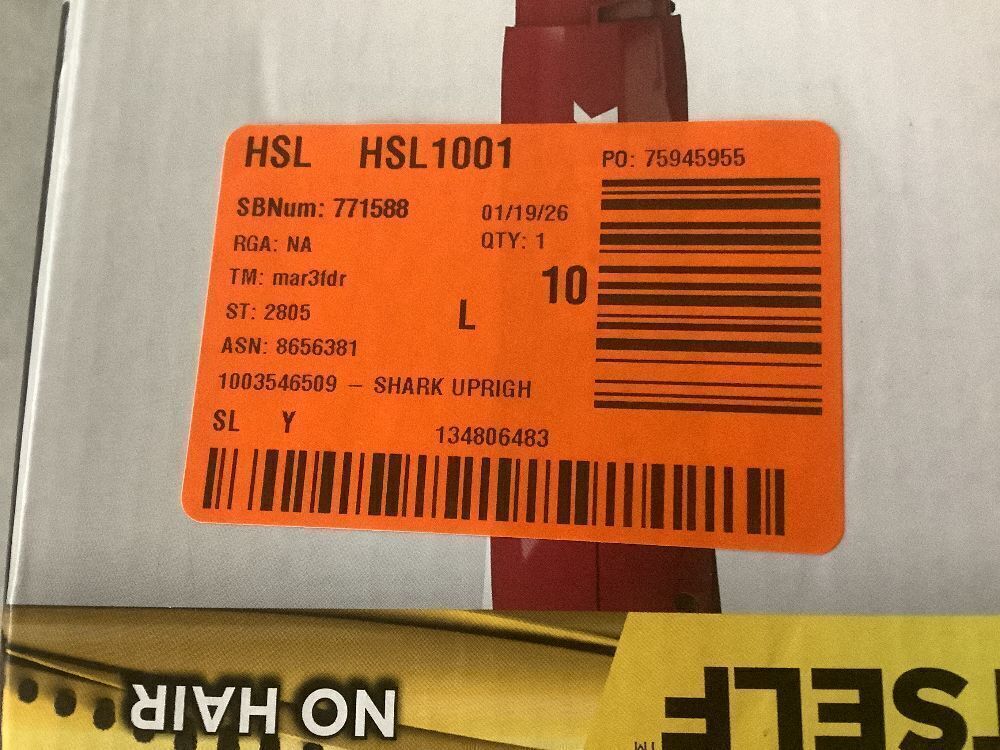 HSL HSL1001
PO: 75945955
SBNum: 771588
01/19/26
RGA: NA
QTY: 1
TM: mar3fdr
10
ST: 2805
L
ASN: 8656381
1003546509 – SHARK UPRIGH
SL Y
134806483
NO HAIR
SELF
TM